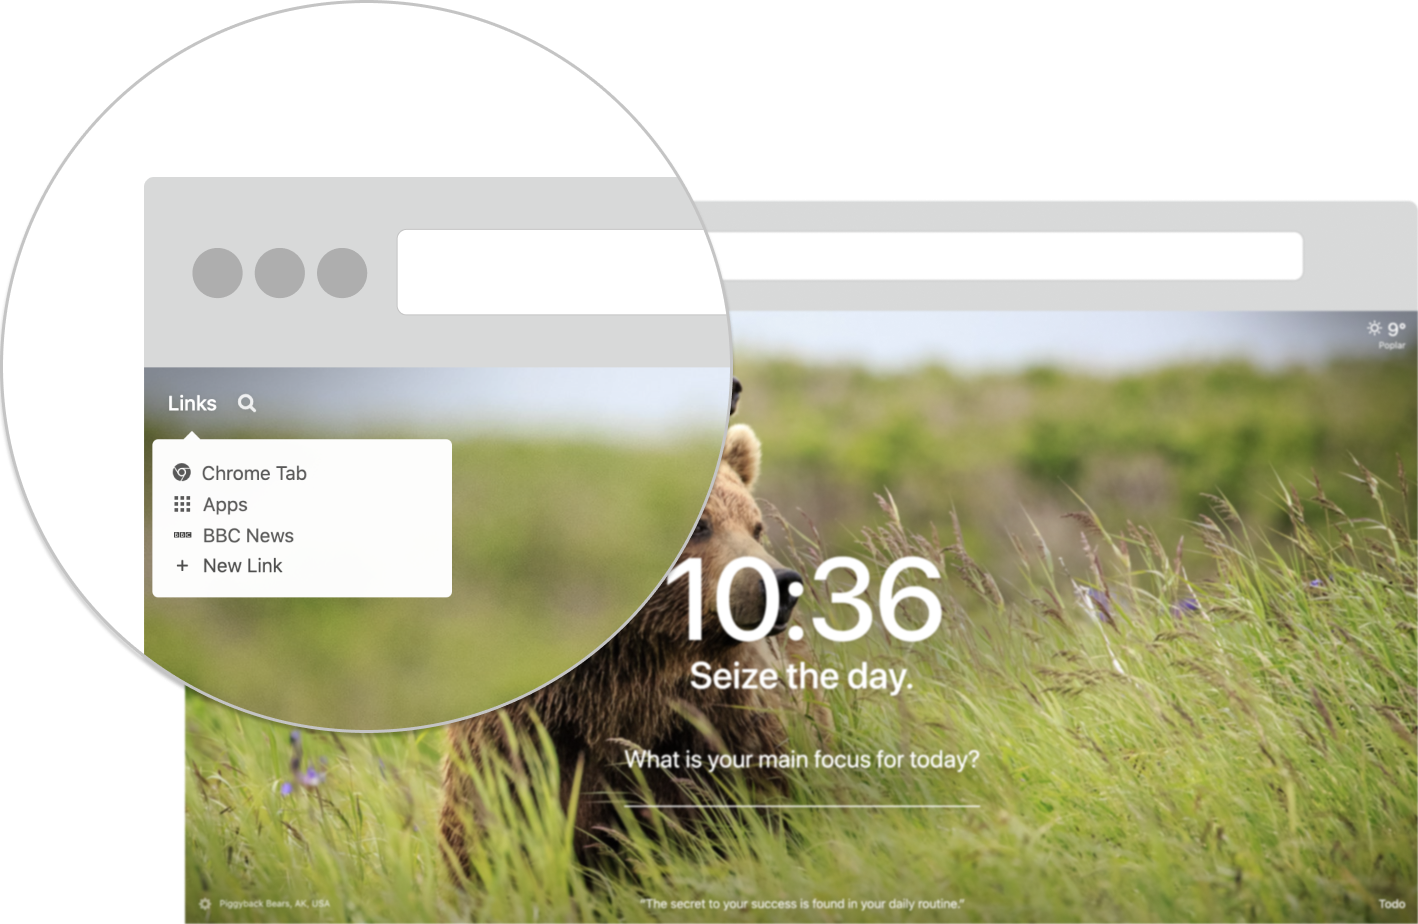 Links
Chrome Tab
Apps
BBC BBC News
+ New Link
9°
Poplar
10:36
Seize the day.
What is your main focus for today?
Piggyback Bears, AK, USA
“The secret to your success is found in your daily routine.”
Todo